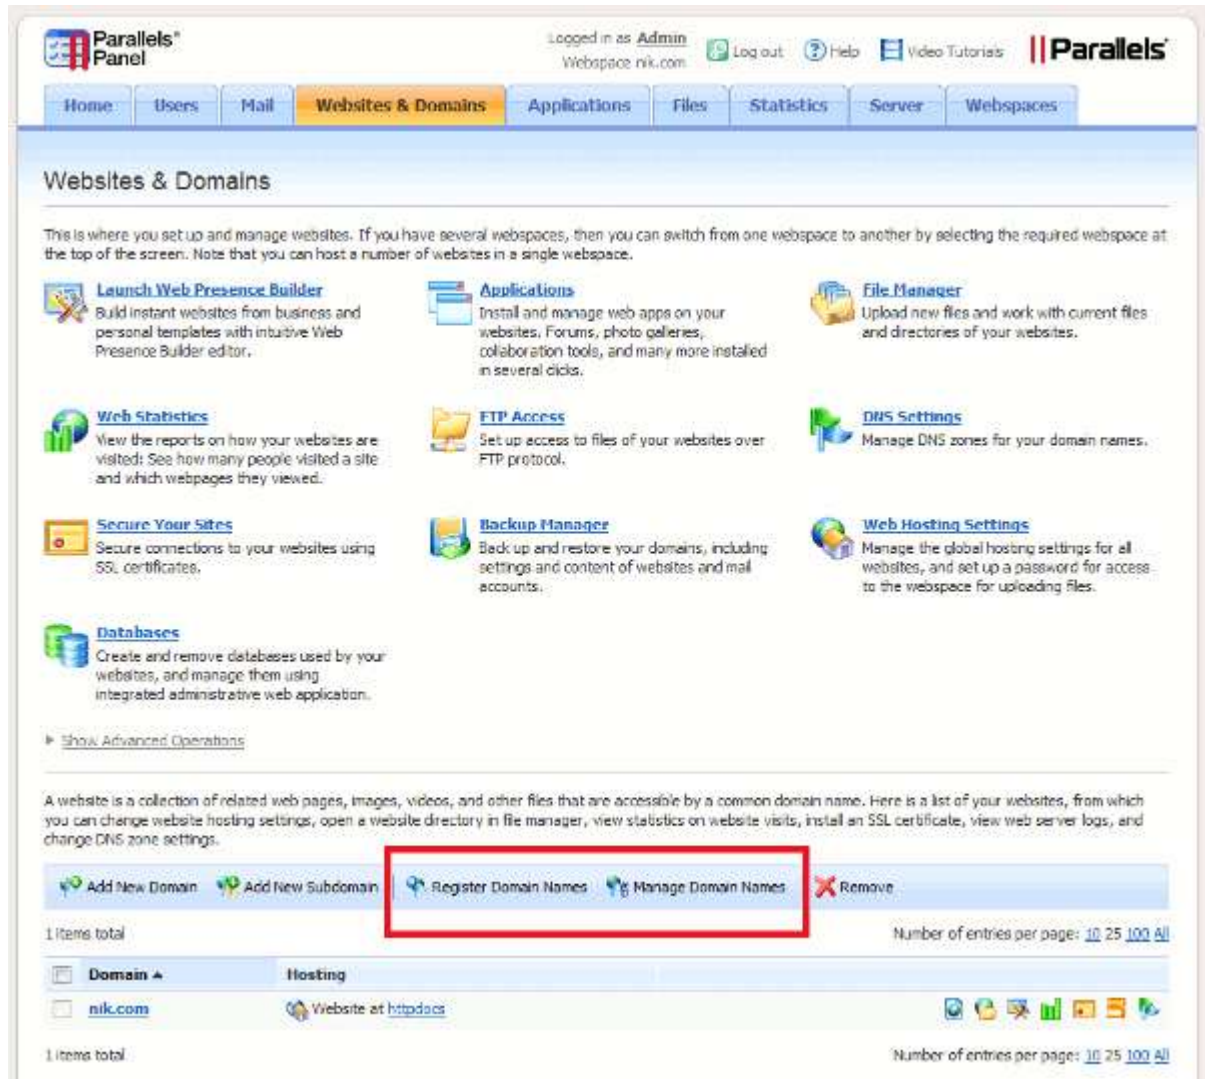 Parallels®
Panel
Logged in as Admin
Webspace nik.com
Log out
Help
Video Tutorials
Parallels®
Home Users Mail Websites & Domains Applications Files Statistics Server Webspaces
Websites & Domains
This is where you set up and manage websites. If you have several webspaces, then you can switch from one webspace to another by selecting the required webspace at
the top of the screen. Note that you can host a number of websites in a single webspace.
Launch Web Presence Builder
Build instant websites from business and
personal templates with intuitive Web
Presence Builder editor.
Applications
Install and manage web apps on your
websites. Forums, photo galleries,
collaboration tools, and many more installed
in several clicks.
File Manager
Upload new files and work with current files
and directories of your websites.
Web Statistics
View the reports on how your websites are
visited: See how many people visited a site
and which webpages they viewed.
FTP Access
Set up access to files of your websites over
FTP protocol.
DNS Settings
Manage DNS zones for your domain names.
Secure Your Sites
Secure connections to your websites using
SSL certificates.
Backup Manager
Back up and restore your domains, including
settings and content of websites and mail
accounts.
Web Hosting Settings
Manage the global hosting settings for all
websites, and set up a password for access
to the webspace for uploading files.
Databases
Create and remove databases used by your
websites, and manage them using
integrated administrative web application.
Show Advanced Operations
A website is a collection of related web pages, images, videos, and other files that are accessible by a common domain name. Here is a list of your websites, from which
you can change website hosting settings, open a website directory in file manager, view statistics on website visits, install an SSL certificate, view web server logs, and
change DNS zone settings.
Add New Domain Add New Subdomain Register Domain Names Manage Domain Names Remove
1 items total Number of entries per page: 10 25 100 All
Domain Hosting
nik.com Website at httpdocs
1 items total Number of entries per page: 10 25 100 All